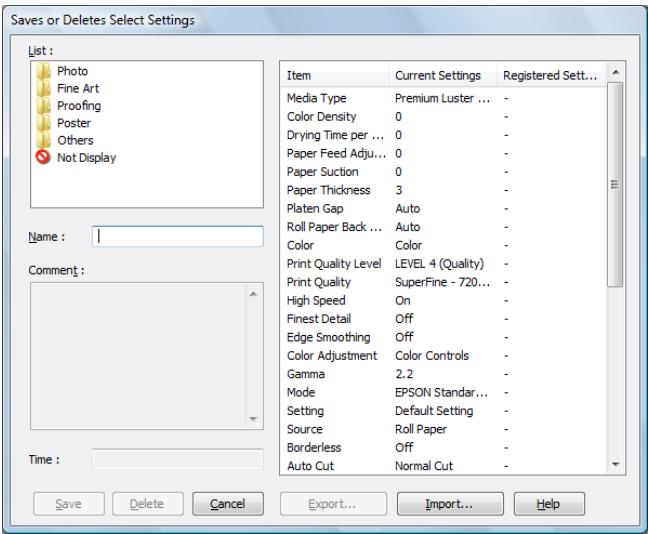 Saves or Deletes Select Settings
List :
Photo
Fine Art
Proofing
Poster
Others
Not Display
Name :
Comment :
Time :
Item Current Settings Registered Sett...
Media Type Premium Luster ... -
Color Density 0 -
Drying Time per ... 0 -
Paper Feed Adju... 0 -
Paper Suction 0 -
Paper Thickness 3 -
Platen Gap Auto -
Roll Paper Back ... Auto -
Color Color -
Print Quality Level LEVEL 4 (Quality) -
Print Quality SuperFine - 720... -
High Speed On -
Finest Detail Off -
Edge Smoothing Off -
Color Adjustment Color Controls -
Gamma 2.2 -
Mode EPSON Standar... -
Setting Default Setting -
Source Roll Paper -
Borderless Off -
Auto Cut Normal Cut -
Save Delete Cancel Export... Import... Help